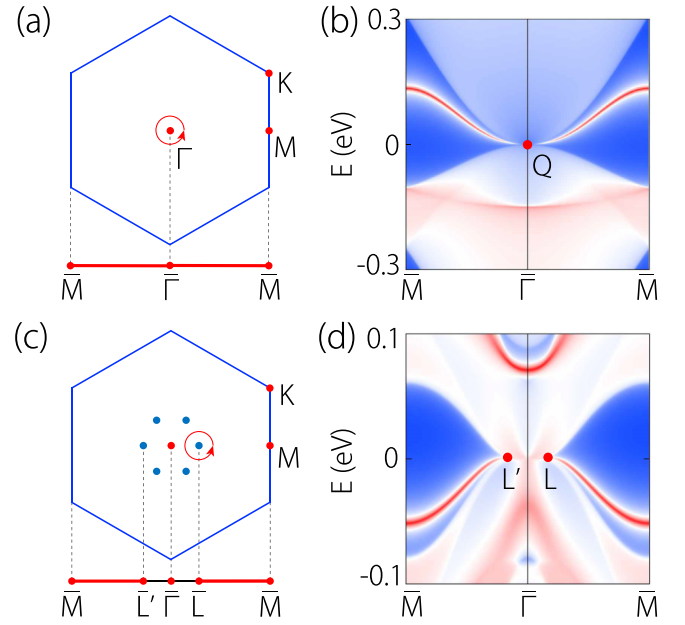 (a)
K
Γ
M
M̅ Γ̅ M̅
(b)
0.3
E (eV)
0
Q
-0.3
M̅ Γ̅ M̅
(c)
K
M
M̅ L̅' Γ̅ L̅ M̅
(d)
0.1
E (eV)
0
L' L
-0.1
M̅ Γ̅ M̅